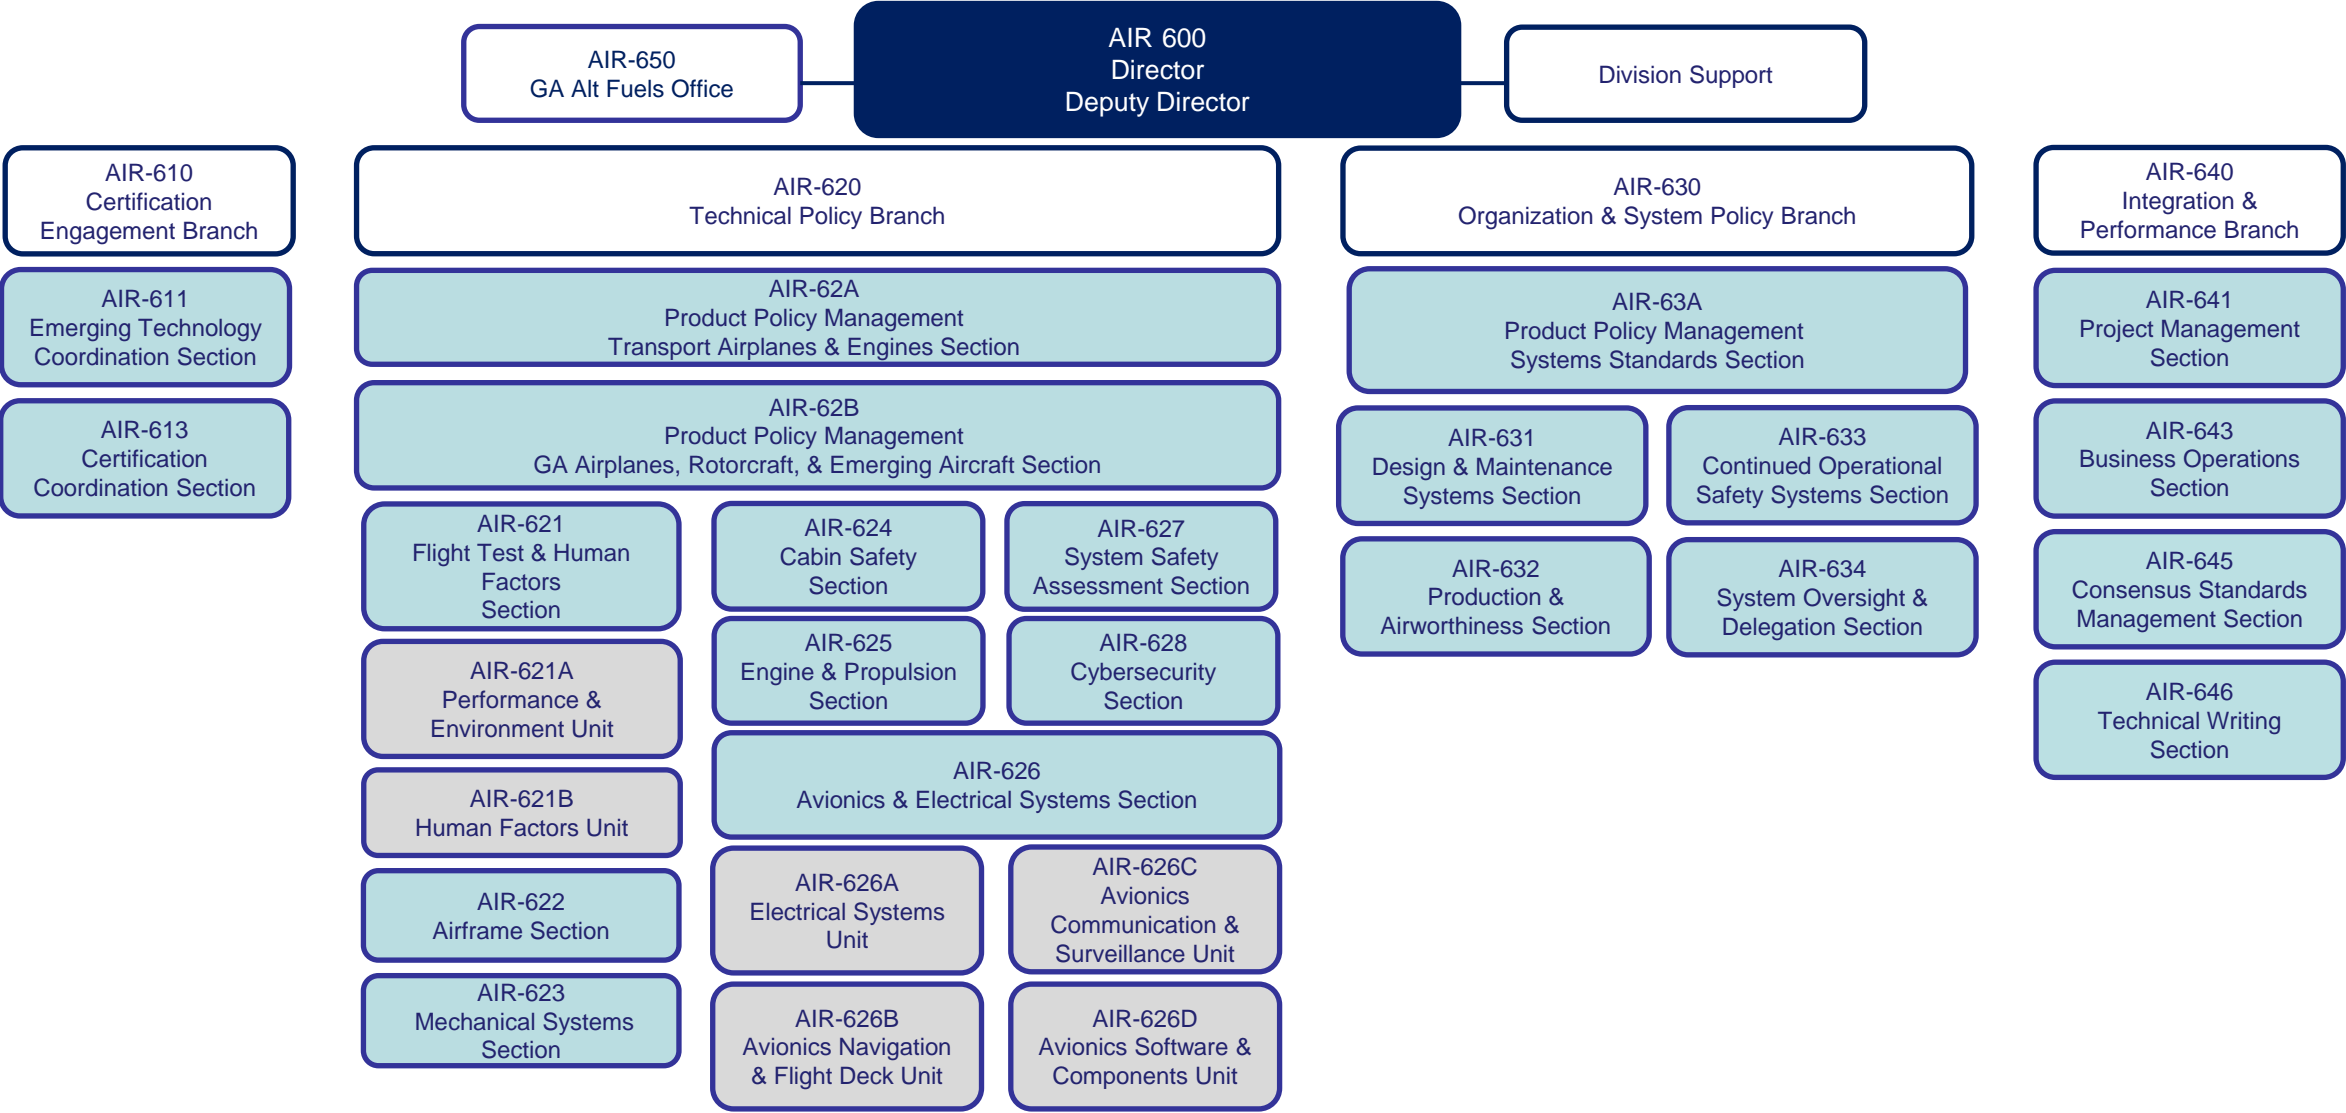 AIR-650
GA Alt Fuels Office
AIR 600
Director
Deputy Director
Division Support
AIR-610
Certification
Engagement Branch
AIR-611
Emerging Technology
Coordination Section
AIR-613
Certification
Coordination Section
AIR-620
Technical Policy Branch
AIR-62A
Product Policy Management
Transport Airplanes & Engines Section
AIR-62B
Product Policy Management
GA Airplanes, Rotorcraft, & Emerging Aircraft Section
AIR-621
Flight Test & Human
Factors
Section
AIR-621A
Performance &
Environment Unit
AIR-621B
Human Factors Unit
AIR-622
Airframe Section
AIR-623
Mechanical Systems
Section
AIR-624
Cabin Safety
Section
AIR-625
Engine & Propulsion
Section
AIR-627
System Safety
Assessment Section
AIR-628
Cybersecurity
Section
AIR-626
Avionics & Electrical Systems Section
AIR-626A
Electrical Systems
Unit
AIR-626B
Avionics Navigation
& Flight Deck Unit
AIR-626C
Avionics
Communication &
Surveillance Unit
AIR-626D
Avionics Software &
Components Unit
AIR-630
Organization & System Policy Branch
AIR-63A
Product Policy Management
Systems Standards Section
AIR-631
Design & Maintenance
Systems Section
AIR-632
Production &
Airworthiness Section
AIR-633
Continued Operational
Safety Systems Section
AIR-634
System Oversight &
Delegation Section
AIR-640
Integration &
Performance Branch
AIR-641
Project Management
Section
AIR-643
Business Operations
Section
AIR-645
Consensus Standards
Management Section
AIR-646
Technical Writing
Section